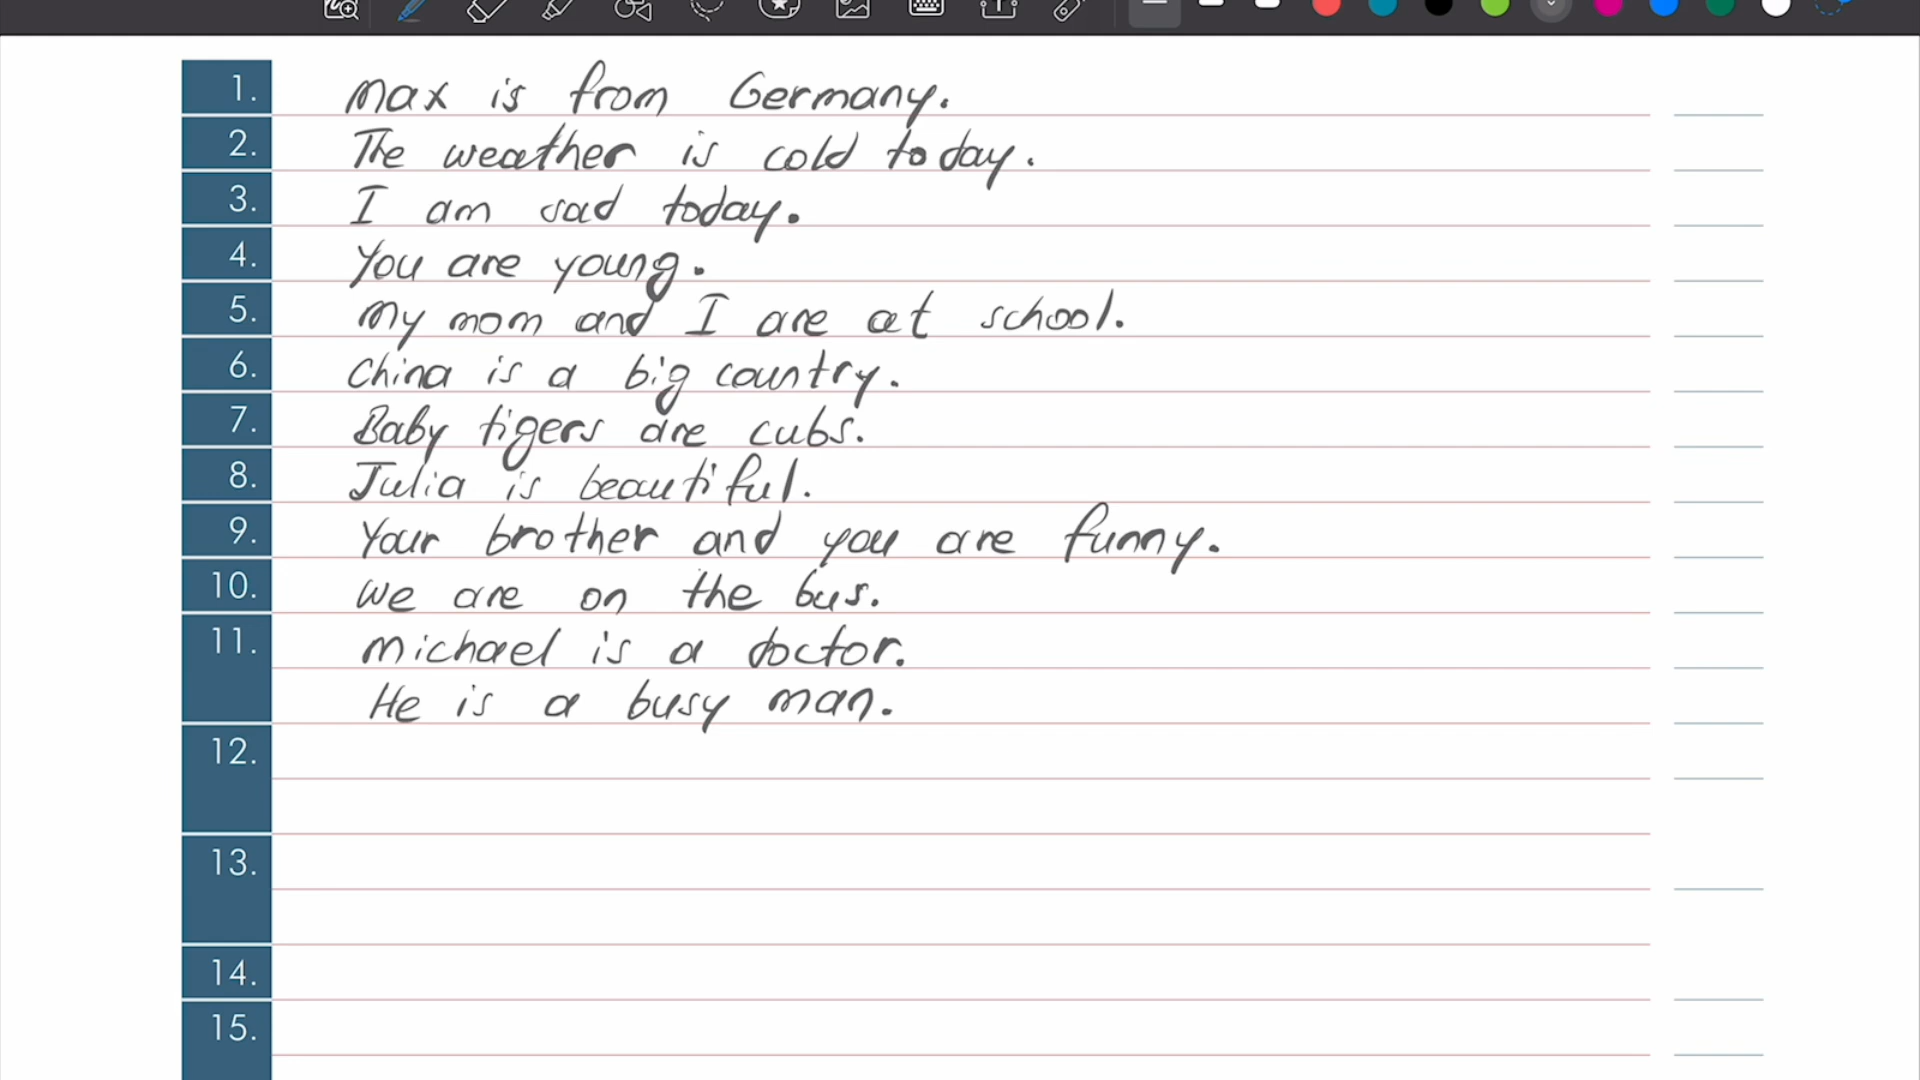 1. Max is from Germany.
2. The weather is cold today.
3. I am sad today.
4. You are young.
5. My mom and I are at school.
6. China is a big country.
7. Baby tigers are cubs.
8. Julia is beautiful.
9. Your brother and you are funny.
10. We are on the bus.
11. Michael is a doctor.
He is a busy man.
12.
13.
14.
15.